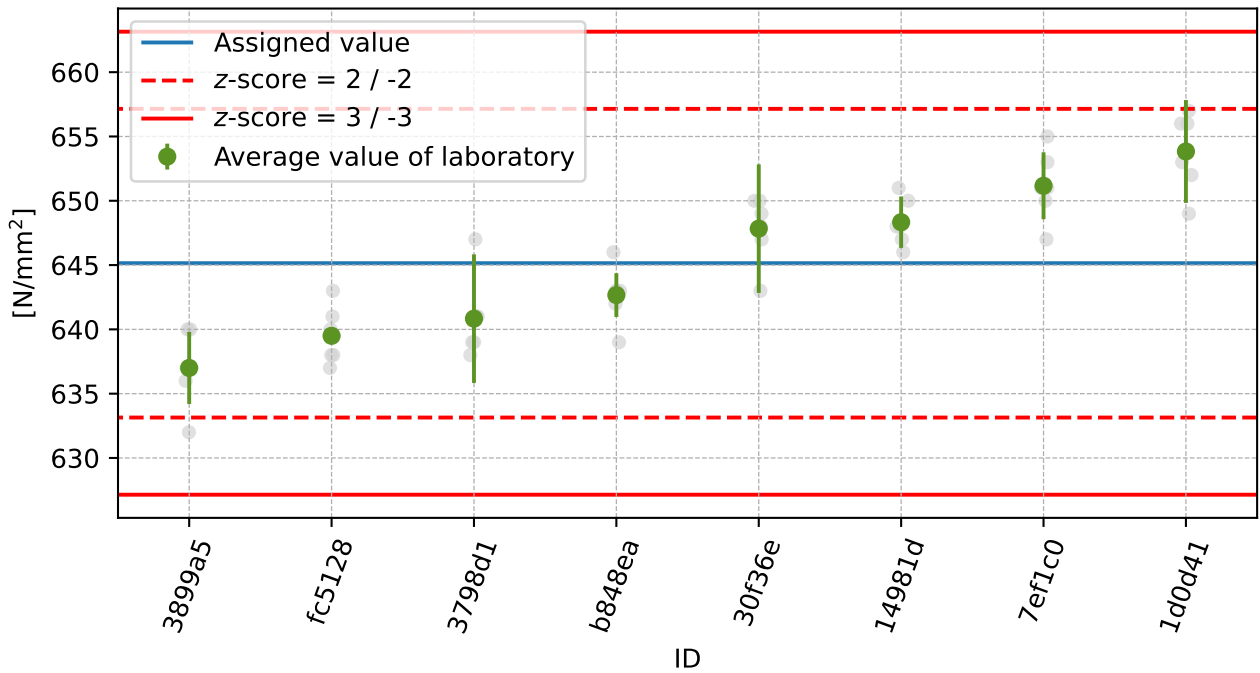 Assigned value
z-score = 2 / -2
z-score = 3 / -3
Average value of laboratory
[N/mm²]
660
655
650
645
640
635
630
3899a5
fc5128
3798d1
b848ea
30f36e
14981d
7ef1c0
1d0d41
ID